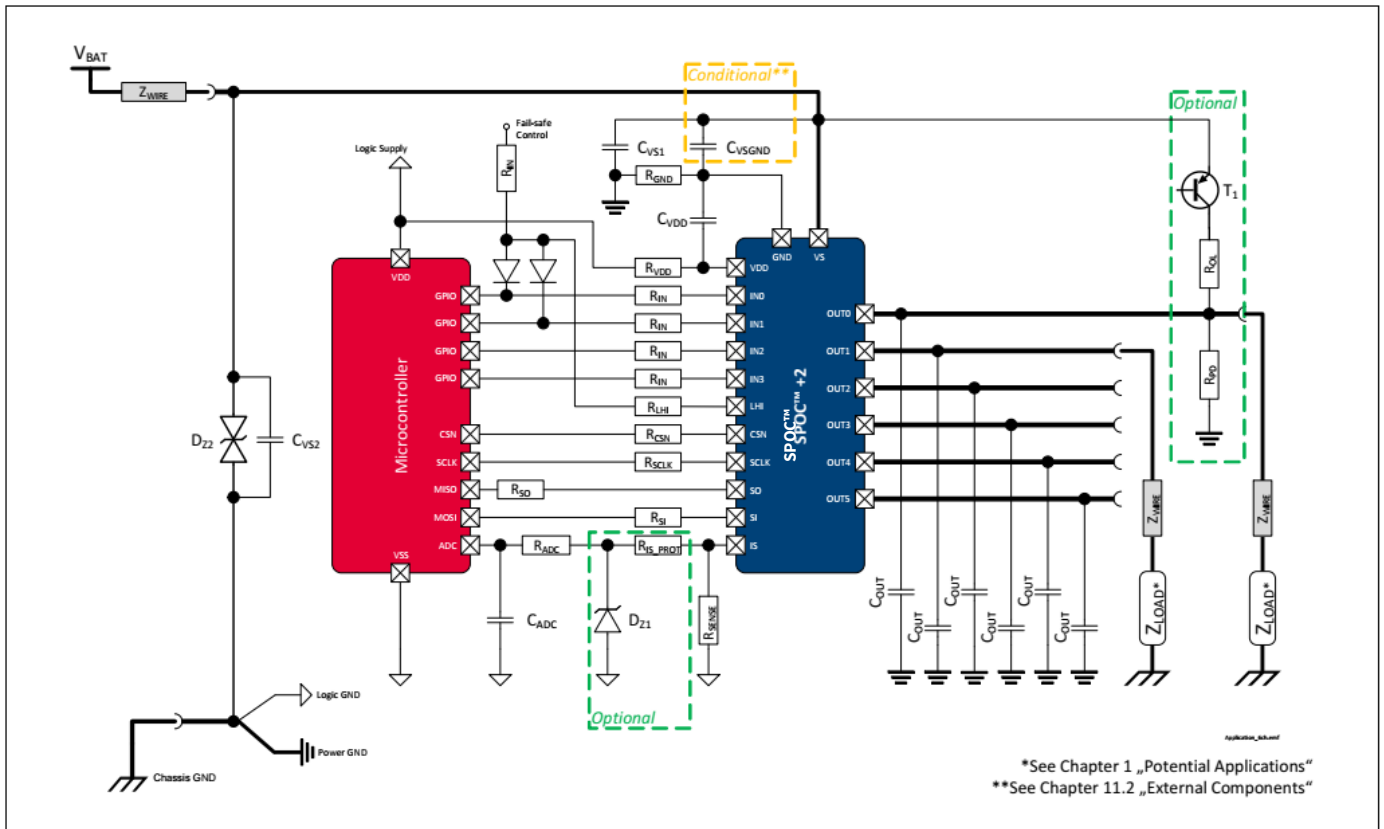 VBAT
ZWIRE
Conditional**
Optional
Fail-safe
Control
Logic Supply
RIN
CVS1
CVSGND
RGND
CVDD
T1
ROL
RPD
VDD
GND
VS
RVDD
VDD
GPIO
RIN
IN0
GPIO
RIN
IN1
GPIO
RIN
IN2
GPIO
RIN
IN3
RLHI
LHI
CSN
RCSN
CSN
SCLK
RSCLK
SCLK
MISO
RSO
SO
MOSI
RSI
SI
ADC
RADC
RIS_PROT
IS
VSS
Microcontroller
SPOC™
SPOC™ +2
OUT0
OUT1
OUT2
OUT3
OUT4
OUT5
DZ2
CVS2
CADC
DZ1
RSENSE
Optional
COUT
COUT
COUT
COUT
COUT
COUT
ZWIRE
ZWIRE
ZLOAD*
ZLOAD*
Logic GND
Power GND
Chassis GND
Application_6ch.emf
*See Chapter 1 „Potential Applications“
**See Chapter 11.2 „External Components“